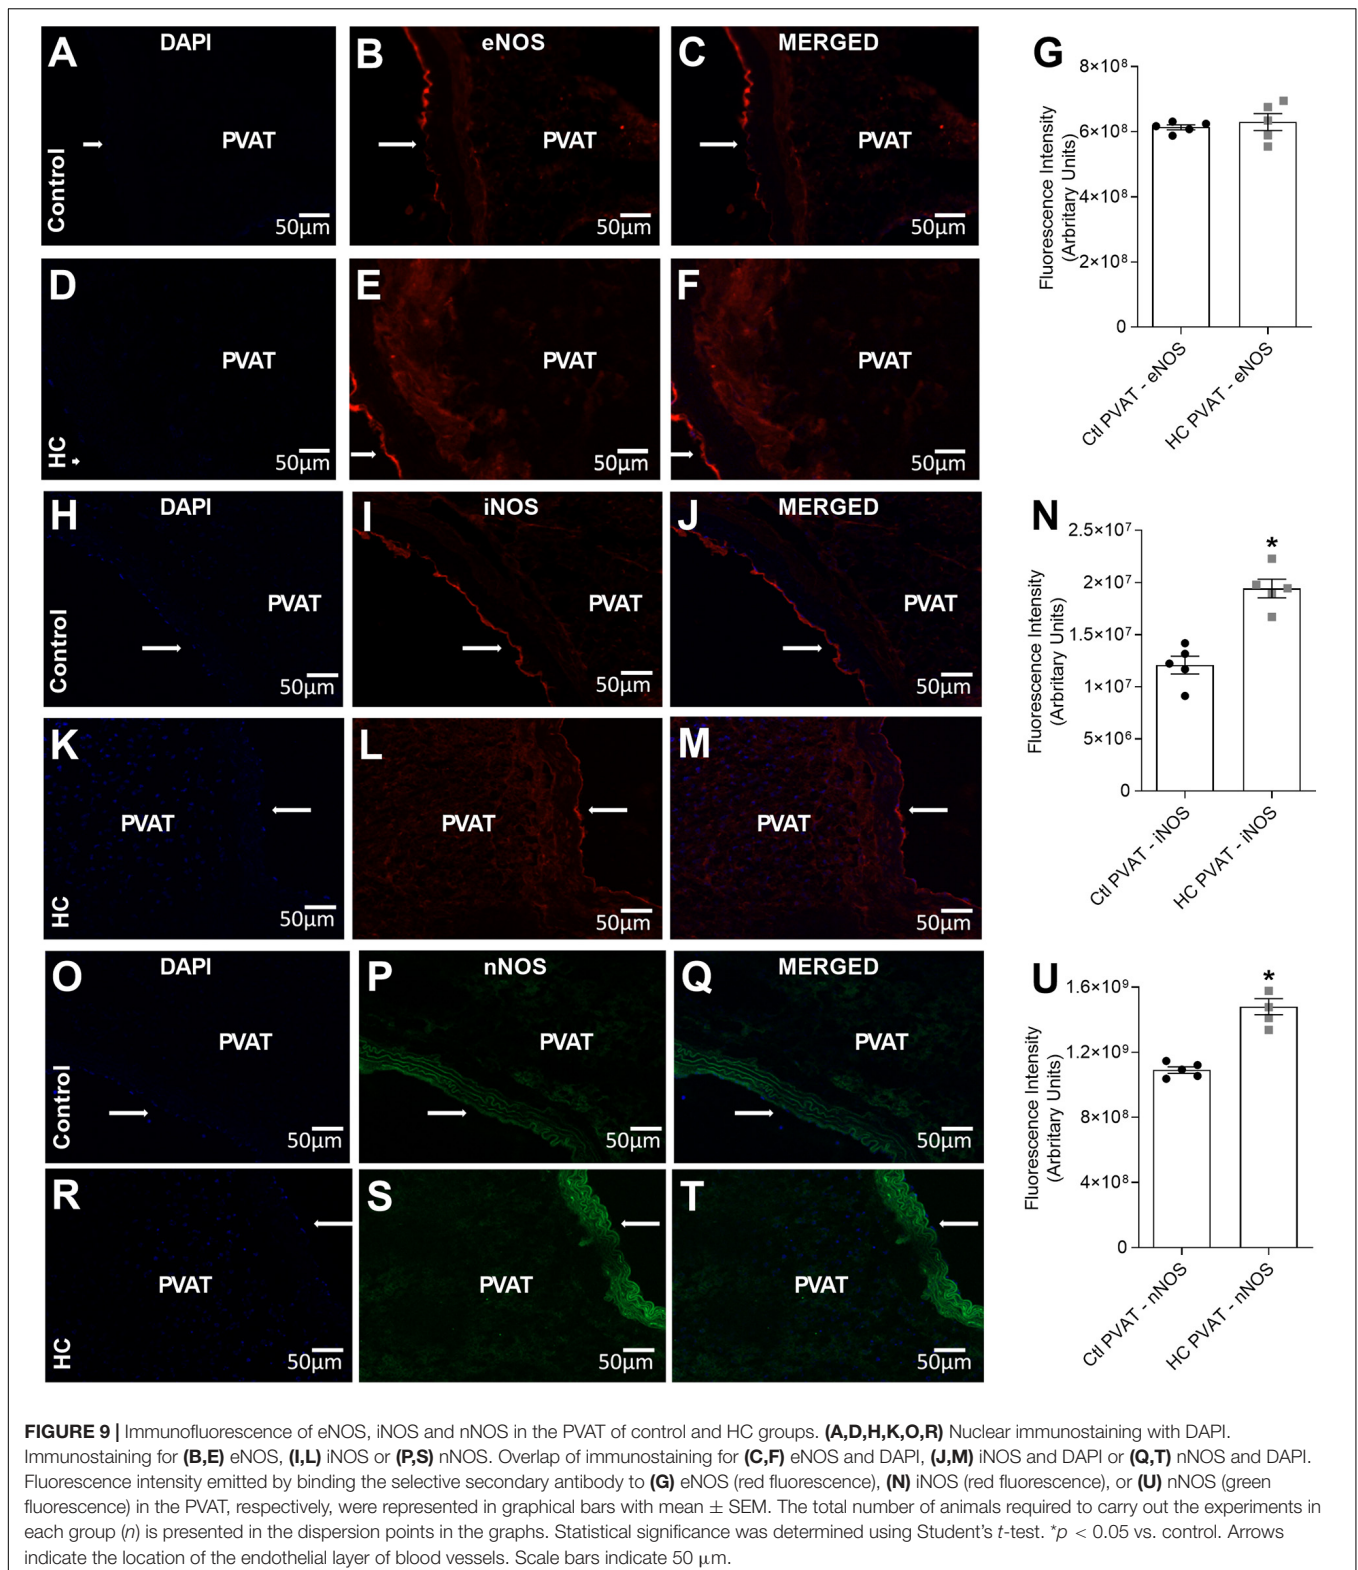 A DAPI
Control
PVAT
50µm
B eNOS
PVAT
50µm
C MERGED
PVAT
50µm
D
HC
PVAT
50µm
E
PVAT
50µm
F
PVAT
50µm
G
Fluorescence Intensity
(Arbritary Units)
8×10⁸
6×10⁸
4×10⁸
2×10⁸
0
Ctl PVAT - eNOS
HC PVAT - eNOS
H DAPI
Control
PVAT
50µm
I iNOS
PVAT
50µm
J MERGED
PVAT
50µm
K
HC
PVAT
50µm
L
PVAT
50µm
M
PVAT
50µm
N
Fluorescence Intensity
(Arbritary Units)
2.5×10⁷
2×10⁷
1.5×10⁷
1×10⁷
5×10⁶
0
*
Ctl PVAT - iNOS
HC PVAT - iNOS
O DAPI
Control
PVAT
50µm
P nNOS
PVAT
50µm
Q MERGED
PVAT
50µm
R
HC
PVAT
50µm
S
PVAT
50µm
T
PVAT
50µm
U
Fluorescence Intensity
(Arbritary Units)
1.6×10⁹
1.2×10⁹
8×10⁸
4×10⁸
0
*
Ctl PVAT - nNOS
HC PVAT - nNOS
FIGURE 9 | Immunofluorescence of eNOS, iNOS and nNOS in the PVAT of control and HC groups. (A,D,H,K,O,R) Nuclear immunostaining with DAPI.
Immunostaining for (B,E) eNOS, (I,L) iNOS or (P,S) nNOS. Overlap of immunostaining for (C,F) eNOS and DAPI, (J,M) iNOS and DAPI or (Q,T) nNOS and DAPI.
Fluorescence intensity emitted by binding the selective secondary antibody to (G) eNOS (red fluorescence), (N) iNOS (red fluorescence), or (U) nNOS (green
fluorescence) in the PVAT, respectively, were represented in graphical bars with mean ± SEM. The total number of animals required to carry out the experiments in
each group (n) is presented in the dispersion points in the graphs. Statistical significance was determined using Student's t-test. *p < 0.05 vs. control. Arrows
indicate the location of the endothelial layer of blood vessels. Scale bars indicate 50 µm.